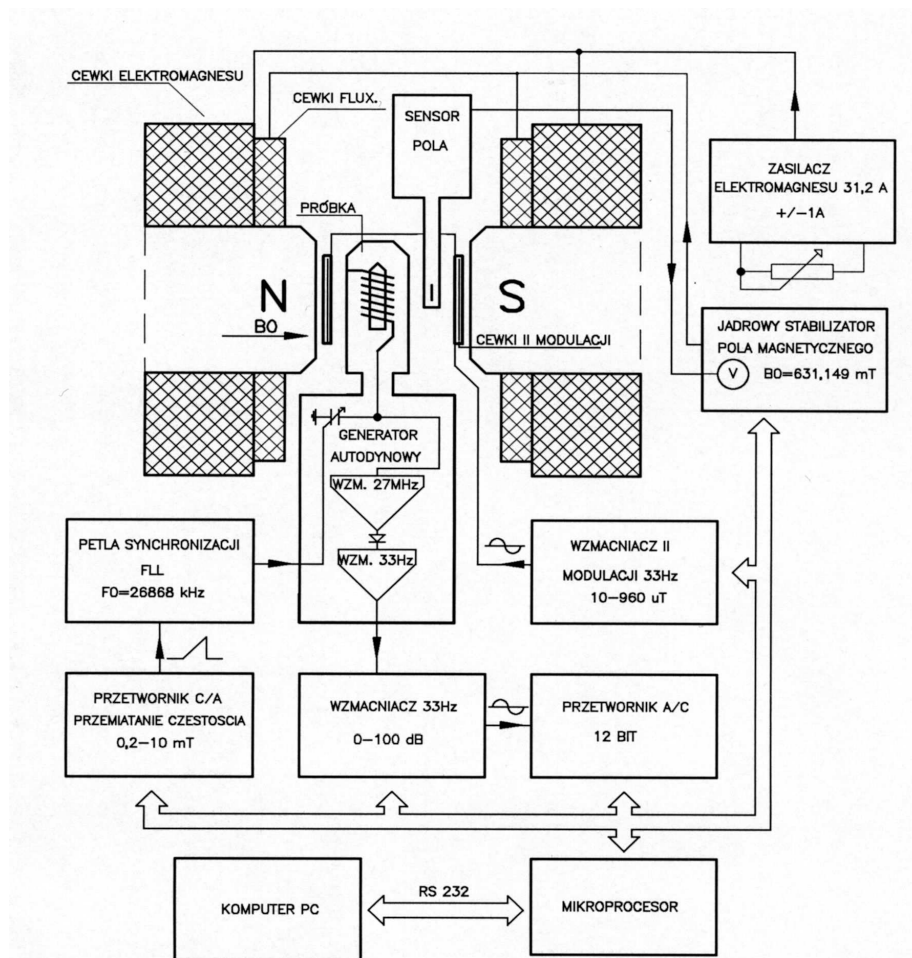 CEWKI ELEKTROMAGNESU
CEWKI FLUX.
SENSOR
POLA
ZASILACZ
ELEKTROMAGNESU 31,2 A
+/-1A
PRÓBKA
N
S
B0
CEWKI II MODULACJI
JADROWY STABILIZATOR
POLA MAGNETYCZNEGO
V
B0=631,149 mT
GENERATOR
AUTODYNOWY
WZM. 27MHz
WZM. 33Hz
PETLA SYNCHRONIZACJI
FLL
F0=26868 kHz
WZMACNIACZ II
MODULACJI 33Hz
10-960 uT
PRZETWORNIK C/A
PRZEMIATANIE CZESTOSCIA
0,2-10 mT
WZMACNIACZ 33Hz
0-100 dB
PRZETWORNIK A/C
12 BIT
KOMPUTER PC
RS 232
MIKROPROCESOR